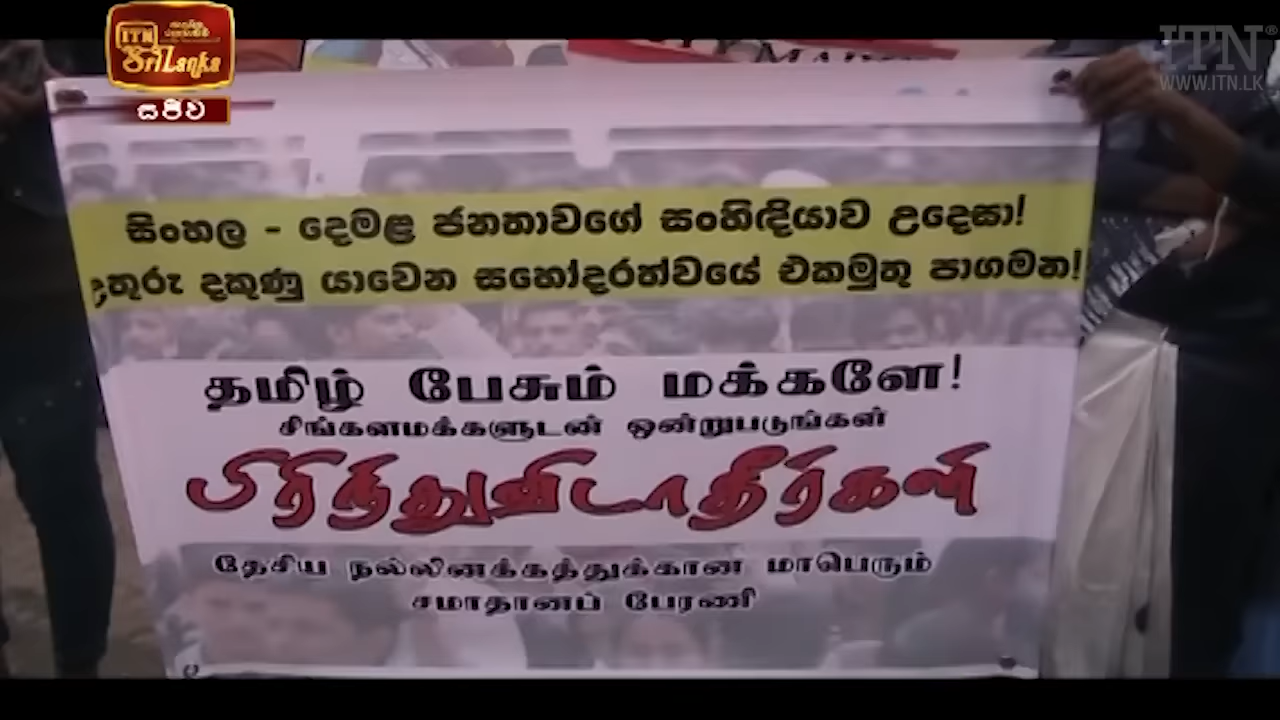 ITN
Sri Lanka
සජීව
ITN
WWW.ITN.LK
සිංහල - දෙමළ ජනතාවගේ සංහිඳියාව උදෙසා!
උතුරු දකුණු යාවෙන සහෝදරත්වයේ එකමුතු පාගමන!
தமிழ் பேசும் மக்களே!
சிங்களமக்களுடன் ஒன்றுபடுங்கள்
பிரிந்துவிடாதீர்கள்
தேசிய நல்லிணக்கத்துக்கான மாபெரும்
சமாதானப் பேரணி